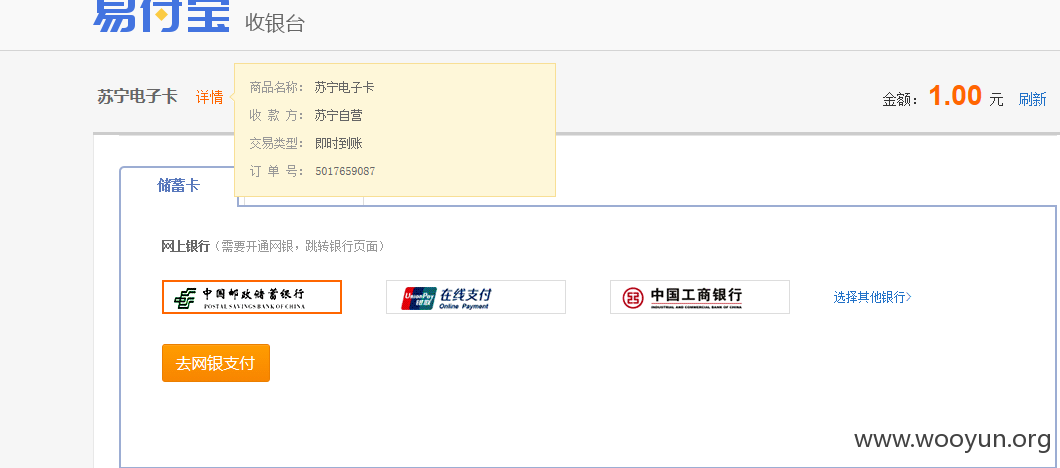 易付宝 收银台
苏宁电子卡 详情
商品名称： 苏宁电子卡
收 款 方： 苏宁自营
交易类型： 即时到账
订 单 号： 5017659087
金额： 1.00 元 刷新
储蓄卡
网上银行（需要开通网银，跳转银行页面）
中国邮政储蓄银行
POSTAL SAVINGS BANK OF CHINA
UnionPay 银联 在线支付
Online Payment
中国工商银行
INDUSTRIAL AND COMMERCIAL BANK OF CHINA
选择其他银行>
去网银支付
www.wooyun.org